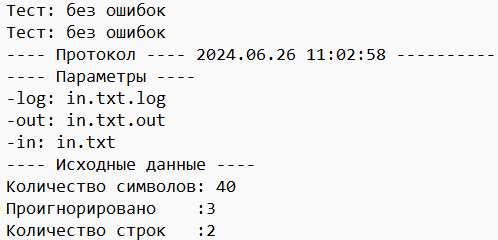 Тест: без ошибок
Тест: без ошибок
---- Протокол ---- 2024.06.26 11:02:58 ----------
---- Параметры ----
-log: in.txt.log
-out: in.txt.out
-in: in.txt
---- Исходные данные ----
Количество символов: 40
Проигнорировано    :3
Количество строк   :2